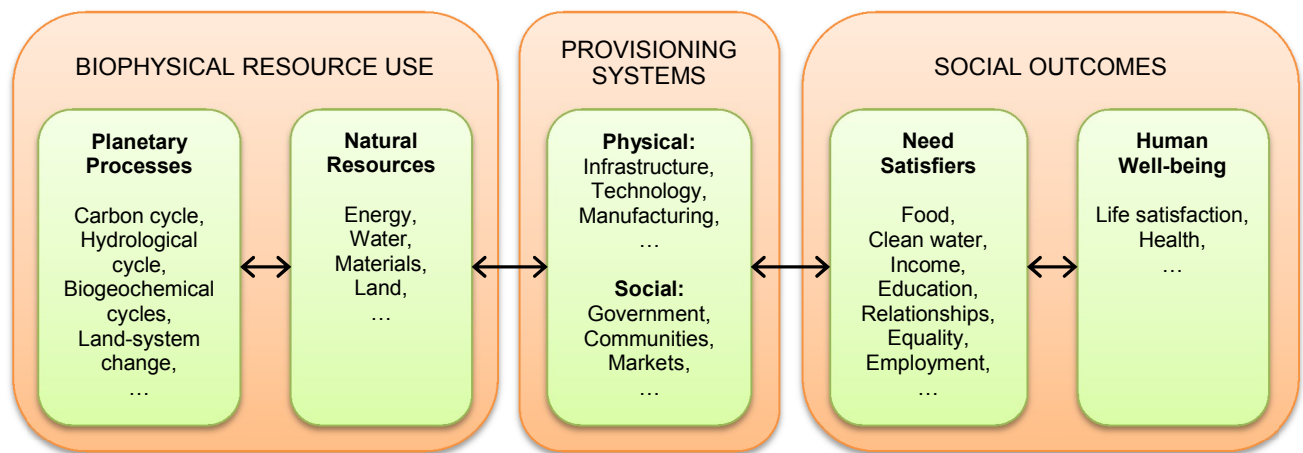 BIOPHYSICAL RESOURCE USE
Planetary
Processes
Carbon cycle,
Hydrological
cycle,
Biogeochemical
cycles,
Land-system
change,
…
Natural
Resources
Energy,
Water,
Materials,
Land,
…
PROVISIONING
SYSTEMS
Physical:
Infrastructure,
Technology,
Manufacturing,
…
Social:
Government,
Communities,
Markets,
…
SOCIAL OUTCOMES
Need
Satisfiers
Food,
Clean water,
Income,
Education,
Relationships,
Equality,
Employment,
…
Human
Well-being
Life satisfaction,
Health,
…